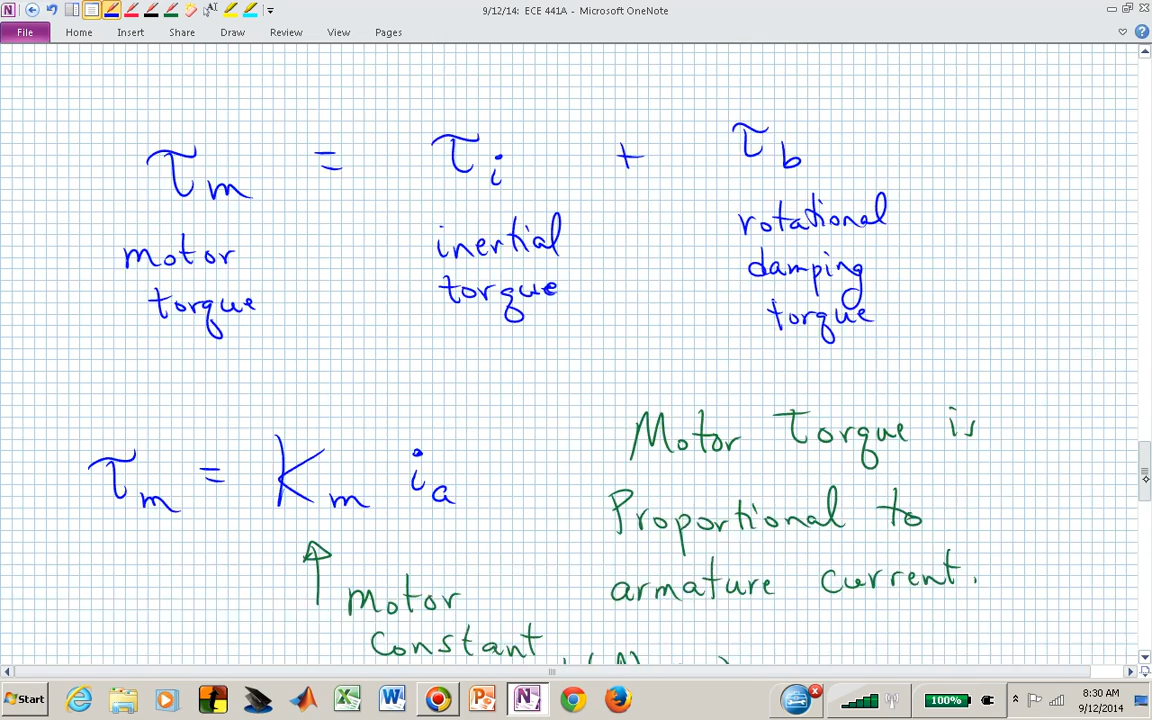 9/12/14: ECE 441A - Microsoft OneNote
File Home Insert Share Draw Review View Pages
τm = τi + τb
motor torque
inertial torque
rotational damping torque
τm = Km ia
Motor Torque is
Proportional to
armature current.
↑ motor
constant
100%
8:30 AM
9/12/2014
Start